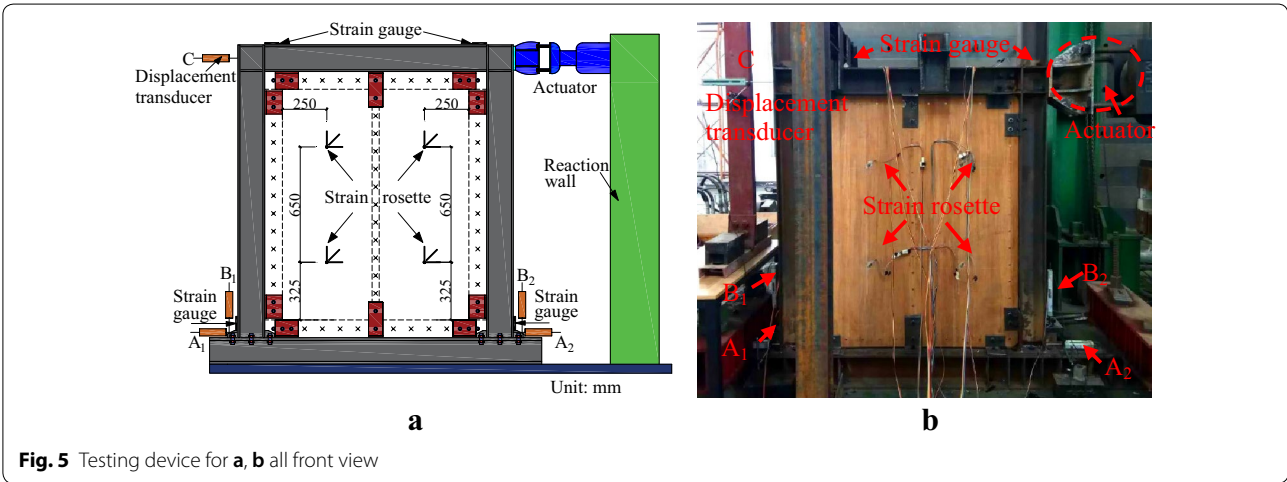 Strain gauge
C
Displacement
transducer
Actuator
250
250
Reaction
wall
650
650
Strain rosette
325
325
B1
B2
Strain
gauge
Strain
gauge
A1
A2
Unit: mm
a
Strain gauge
C
Displacement
transducer
Actuator
Strain rosette
B1
B2
A1
A2
b
Fig. 5 Testing device for a, b all front view